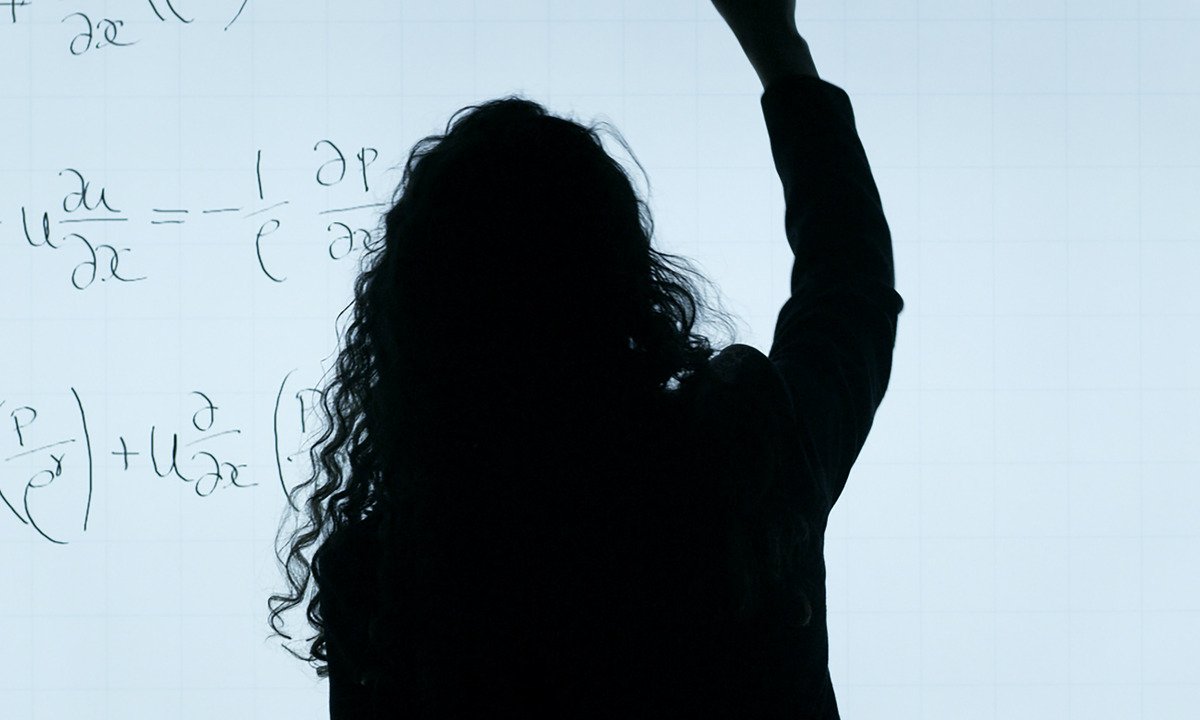 + ∂/∂x ((
u ∂u/∂x = - 1/ρ ∂p/∂x
(p/ρ^γ) + u ∂/∂x (p